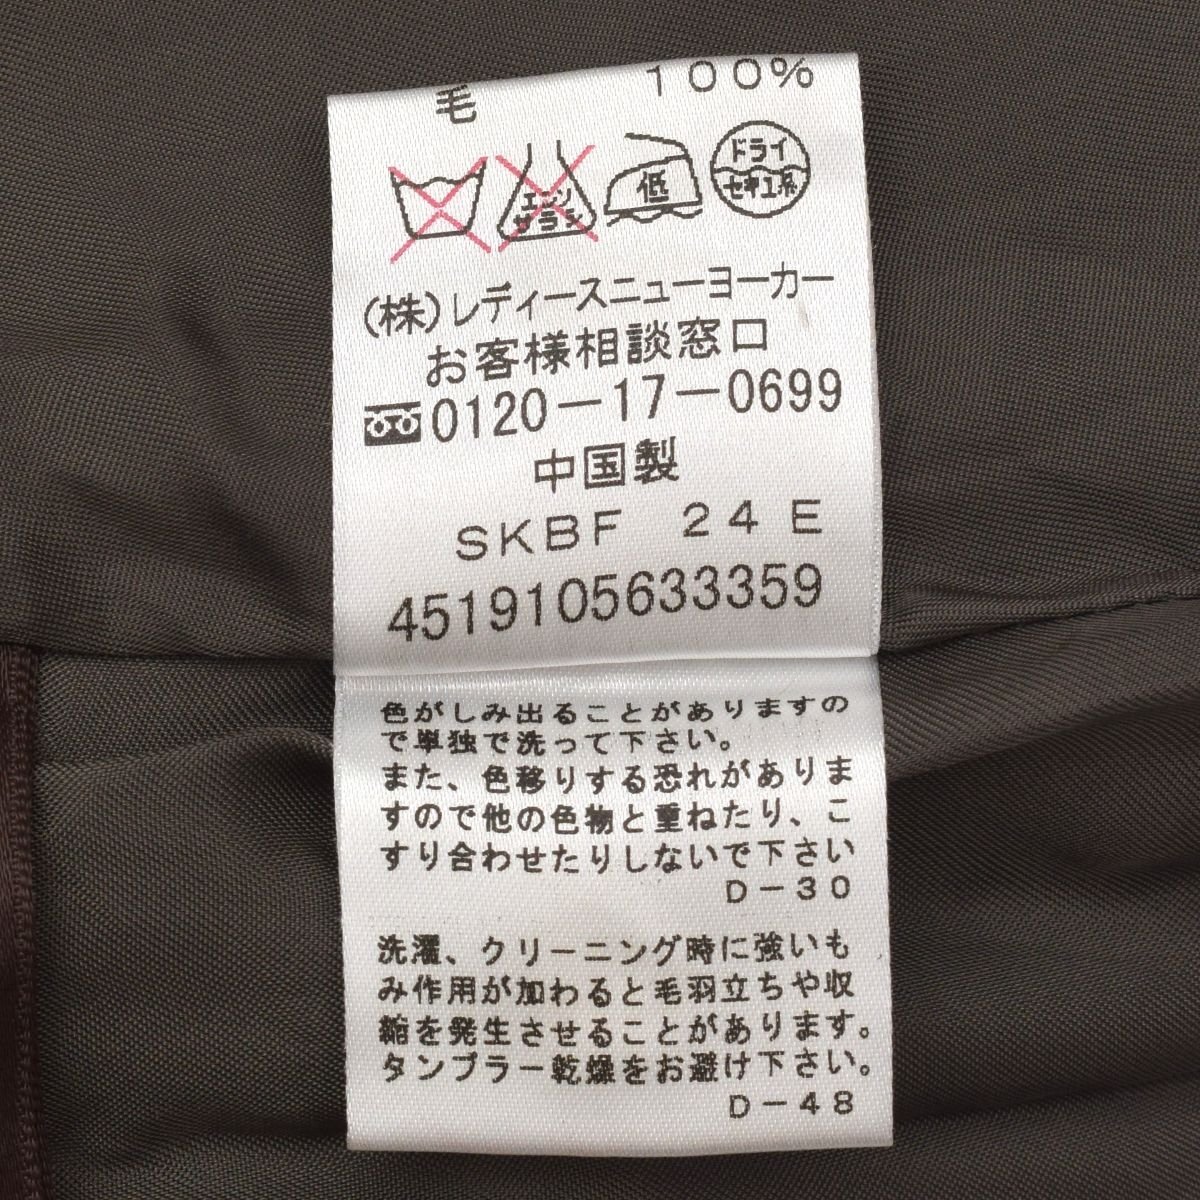 毛 100%
エンソ
サラシ
低
ドライ
セキユ系
(株)レディースニューヨーカー
お客様相談窓口
0120-17-0699
中国製
SKBF 24E
4519105633359
色がしみ出ることがありますの
で単独で洗って下さい。
また、色移りする恐れがありま
すので他の色物と重ねたり、こ
すり合わせたりしないで下さい
D-30
洗濯、クリーニング時に強いも
み作用が加わると毛羽立ちや収
縮を発生させることがあります。
タンブラー乾燥をお避け下さい。
D-48